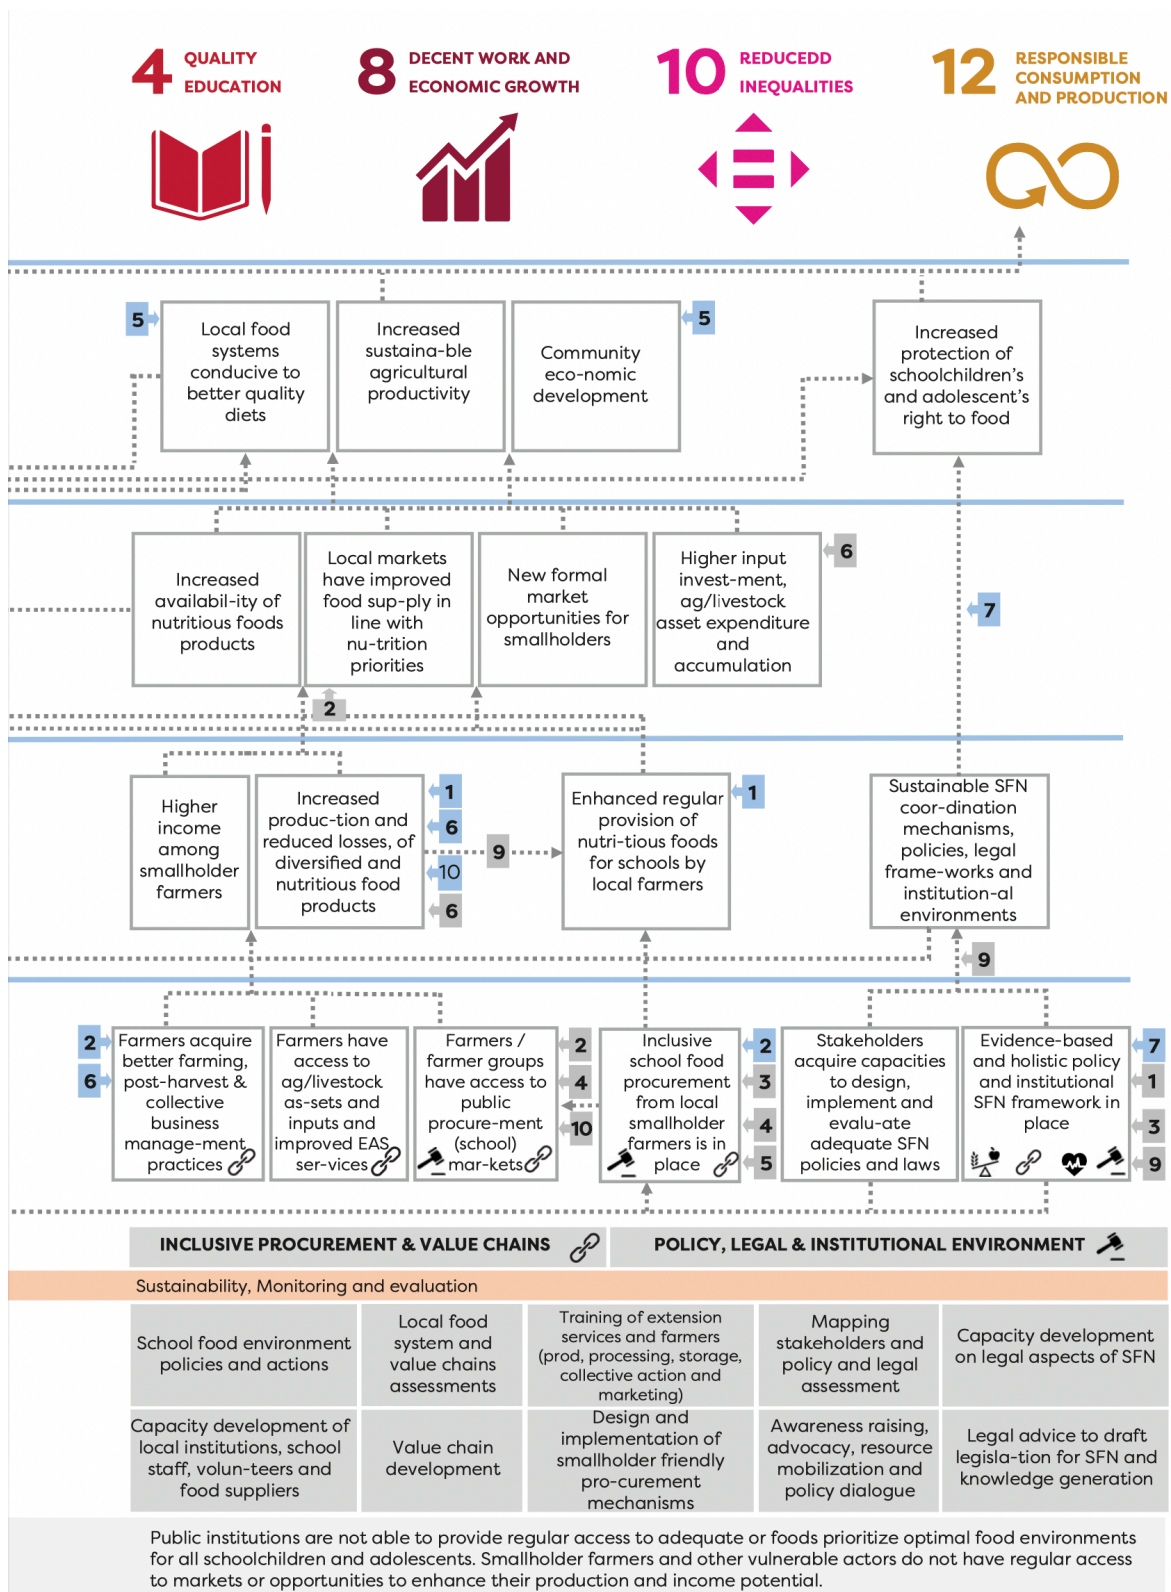 4 QUALITY
EDUCATION
8 DECENT WORK AND
ECONOMIC GROWTH
10 REDUCEDD
INEQUALITIES
12 RESPONSIBLE
CONSUMPTION
AND PRODUCTION
5
Local food
systems
conducive to
better quality
diets
Increased
sustaina-ble
agricultural
productivity
Community
eco-nomic
development
5
Increased
protection of
schoolchildren's
and adolescent's
right to food
Increased
availabil-ity of
nutritious foods
products
Local markets
have improved
food sup-ply in
line with
nu-trition
priorities
New formal
market
opportunities for
smallholders
Higher input
invest-ment,
ag/livestock
asset expenditure
and
accumulation
6
7
2
Higher
income
among
smallholder
farmers
Increased
produc-tion and
reduced losses, of
diversified and
nutritious food
products
1
6
10
6
9
Enhanced regular
provision of
nutri-tious foods
for schools by
local farmers
1
Sustainable SFN
coor-dination
mechanisms,
policies, legal
frame-works and
institution-al
environments
9
2
6
Farmers acquire
better farming,
post-harvest &
collective
business
manage-ment
practices
Farmers have
access to
ag/livestock
as-sets and
inputs and
improved EAS
ser-vices
Farmers /
farmer groups
have access to
public
procure-ment
(school)
mar-kets
2
4
10
Inclusive
school food
procurement
from local
smallholder
farmers is in
place
2
3
4
5
Stakeholders
acquire capacities
to design,
implement and
evalu-ate
adequate SFN
policies and laws
Evidence-based
and holistic policy
and institutional
SFN framework in
place
7
1
3
9
INCLUSIVE PROCUREMENT & VALUE CHAINS
POLICY, LEGAL & INSTITUTIONAL ENVIRONMENT
Sustainability, Monitoring and evaluation
School food environment
policies and actions
Local food
system and
value chains
assessments
Training of extension
services and farmers
(prod, processing, storage,
collective action and
marketing)
Mapping
stakeholders and
policy and legal
assessment
Capacity development
on legal aspects of SFN
Capacity development of
local institutions, school
staff, volun-teers and
food suppliers
Value chain
development
Design and
implementation of
smallholder friendly
pro-curement
mechanisms
Awareness raising,
advocacy, resource
mobilization and
policy dialogue
Legal advice to draft
legisla-tion for SFN and
knowledge generation
Public institutions are not able to provide regular access to adequate or foods prioritize optimal food environments
for all schoolchildren and adolescents. Smallholder farmers and other vulnerable actors do not have regular access
to markets or opportunities to enhance their production and income potential.